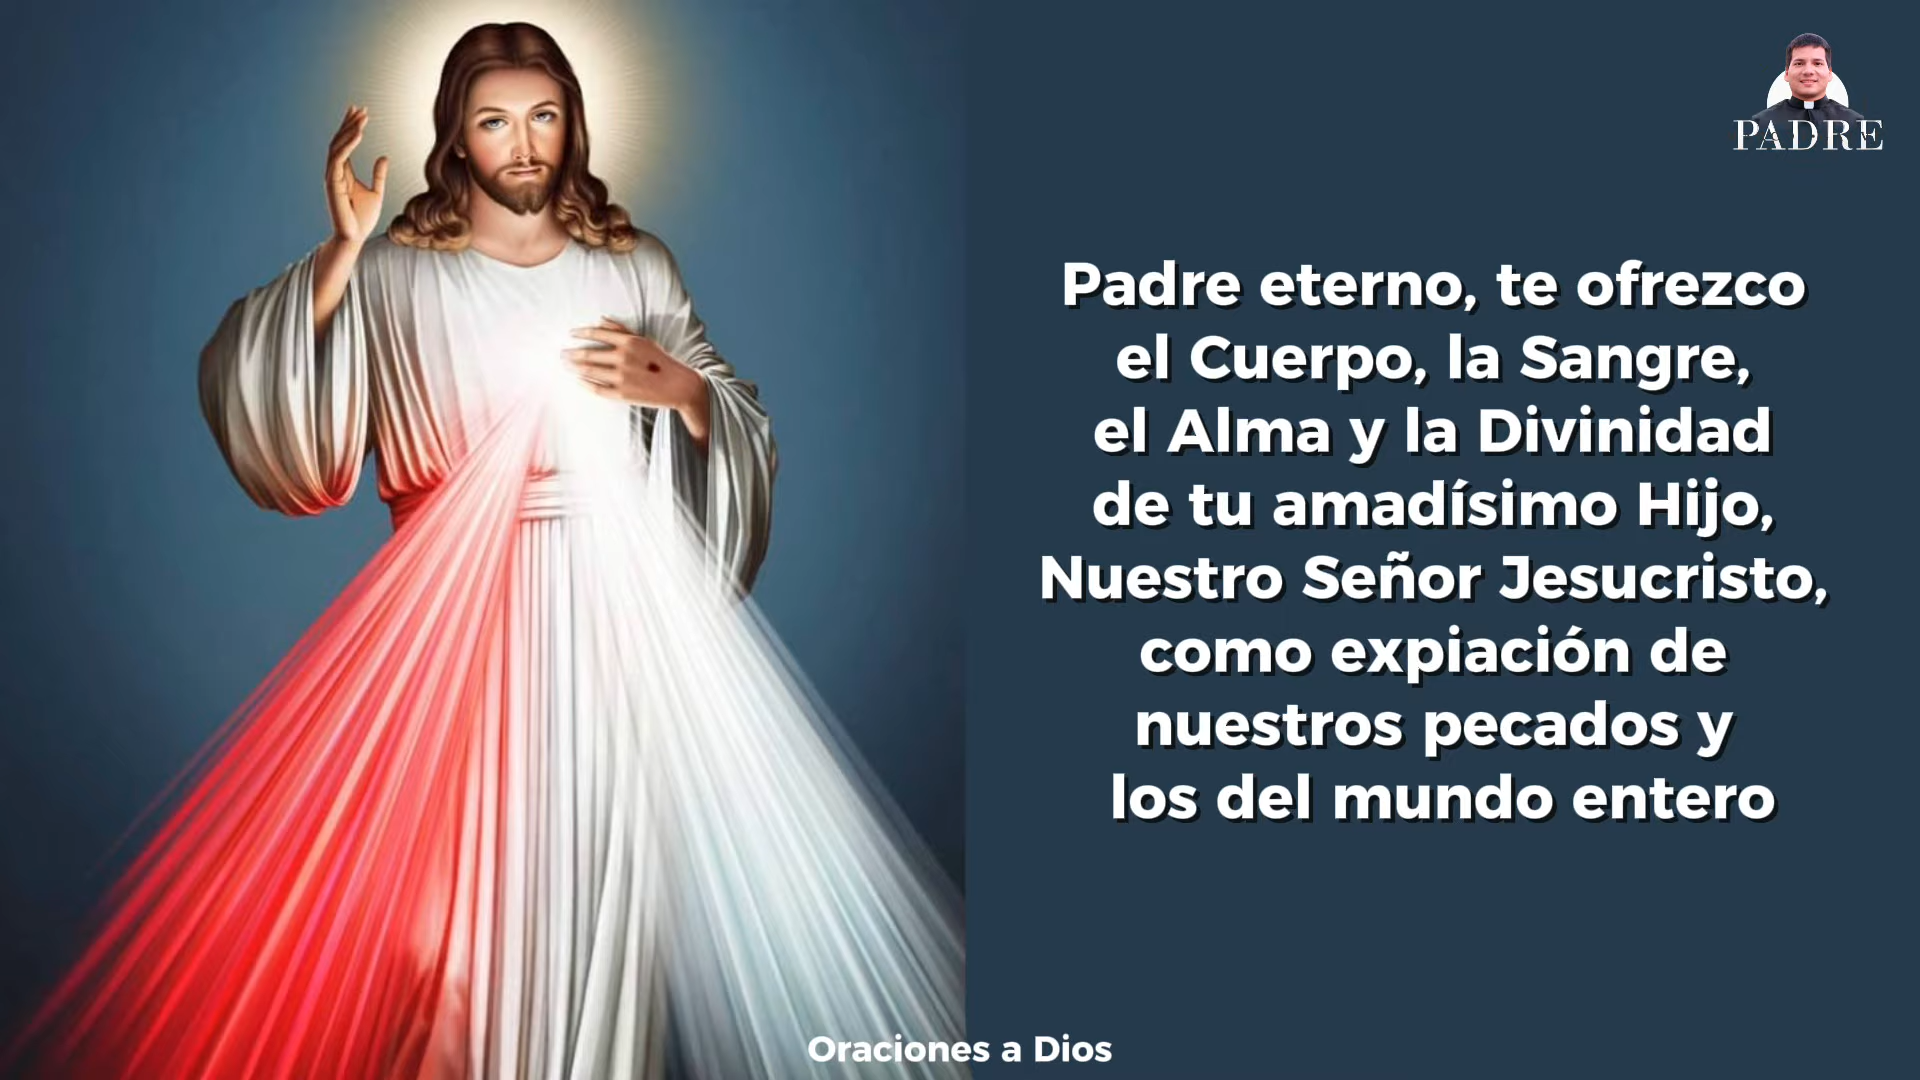 PADRE
Padre eterno, te ofrezco
el Cuerpo, la Sangre,
el Alma y la Divinidad
de tu amadísimo Hijo,
Nuestro Señor Jesucristo,
como expiación de
nuestros pecados y
los del mundo entero
Oraciones a Dios